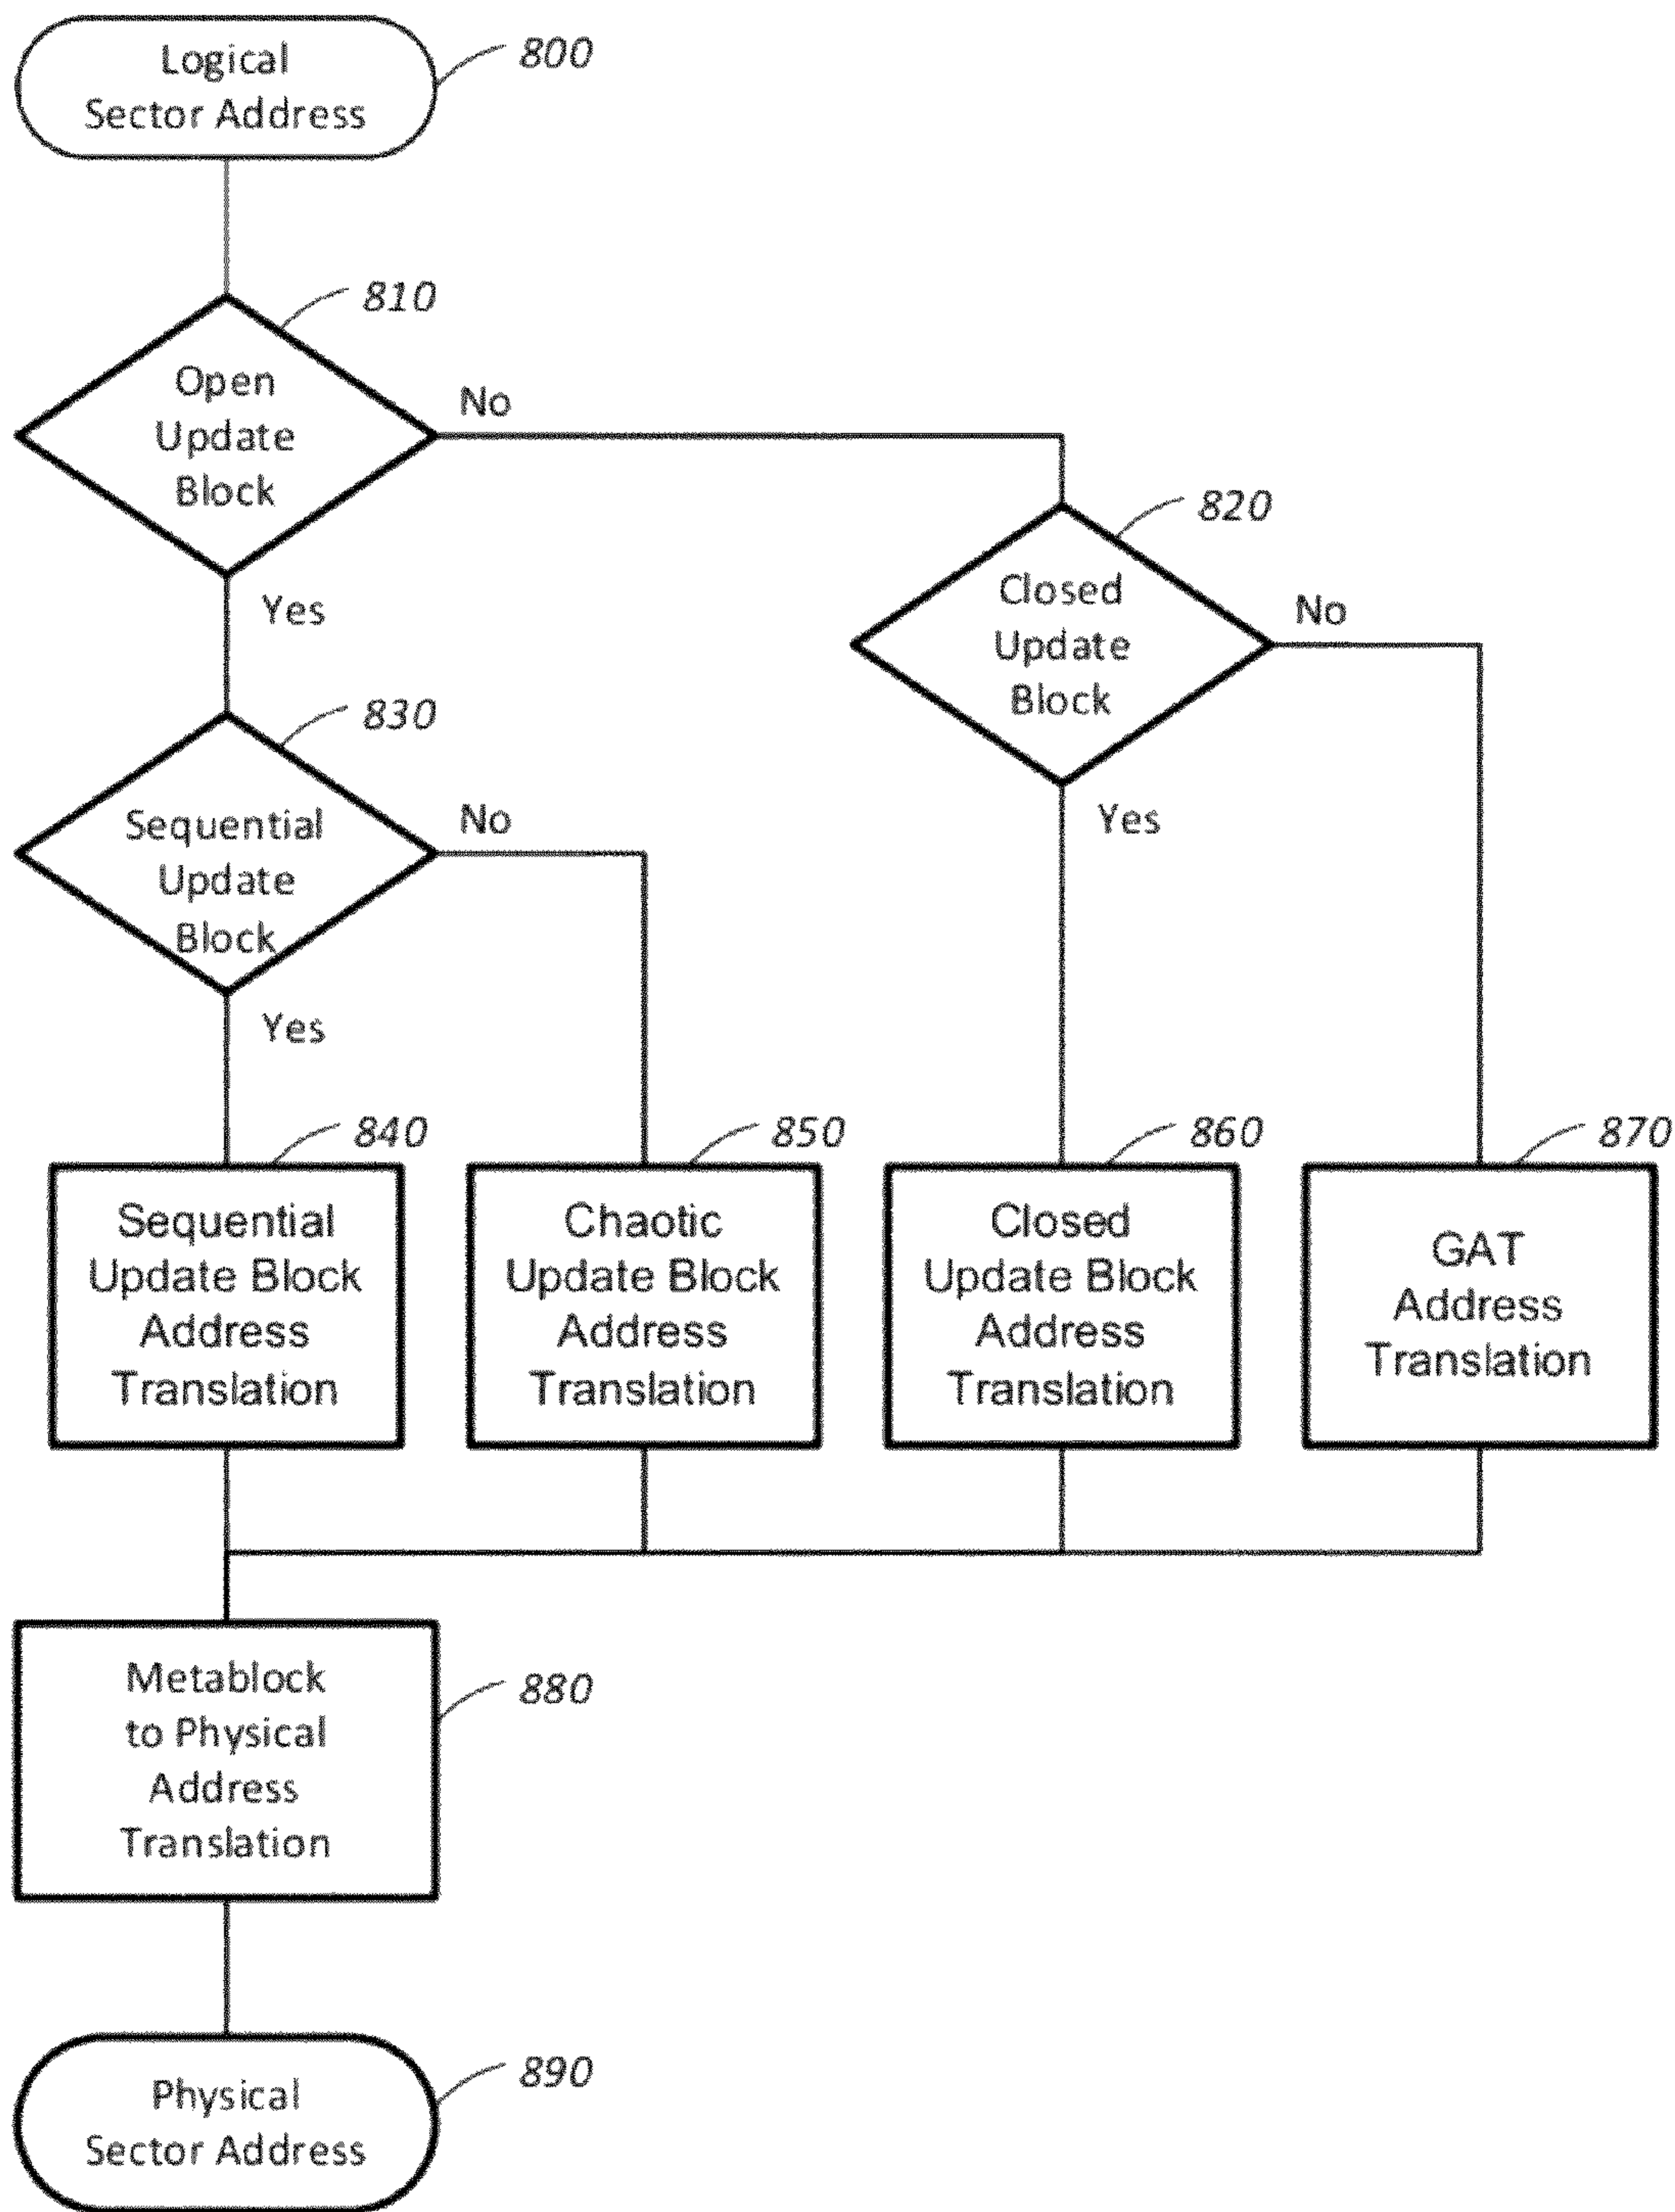 Logical
Sector Address
800
810
Open
Update
Block
No
Yes
820
Closed
Update
Block
No
Yes
830
Sequential
Update
Block
No
Yes
840
Sequential
Update Block
Address
Translation
850
Chaotic
Update Block
Address
Translation
860
Closed
Update Block
Address
Translation
870
GAT
Address
Translation
Metablock
to Physical
Address
Translation
880
Physical
Sector Address
890